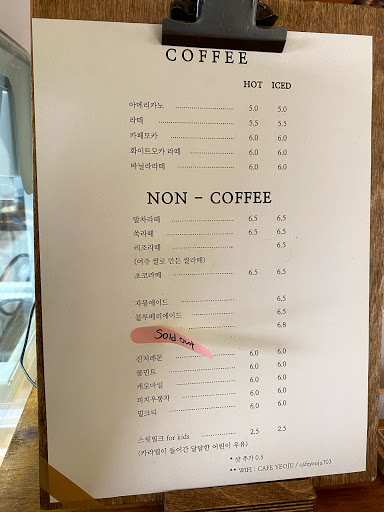 COFFEE
HOT ICED
아메리카노 5.0 5.0
라떼 5.5 5.5
카페모카 6.0 6.0
화이트모카 라떼 6.0 6.0
바닐라라떼 6.0 6.0
NON - COFFEE
말차라떼 6.5 6.5
쑥라떼 6.5 6.5
리조라떼 6.5
(여주 쌀로 만든 쌀라떼)
초코라떼 6.5 6.5
자몽에이드 6.5
블루베리에이드 6.5
6.8
Sold out
진저레몬 6.0 6.0
쿨민트 6.0 6.0
캐모마일 6.0 6.0
피치우롱차 6.0 6.0
밀크티 6.0 6.0
스윗밀크 for kids 2.5 2.5
(카라멜이 들어간 달달한 어린이 우유)
• 샷 추가 0.5
•• WIFI : CAFE YEOJU / cafeyeoju703